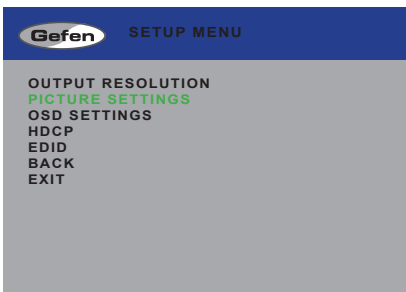 Gefen SETUP MENU
OUTPUT RESOLUTION
PICTURE SETTINGS
OSD SETTINGS
HDCP
EDID
BACK
EXIT